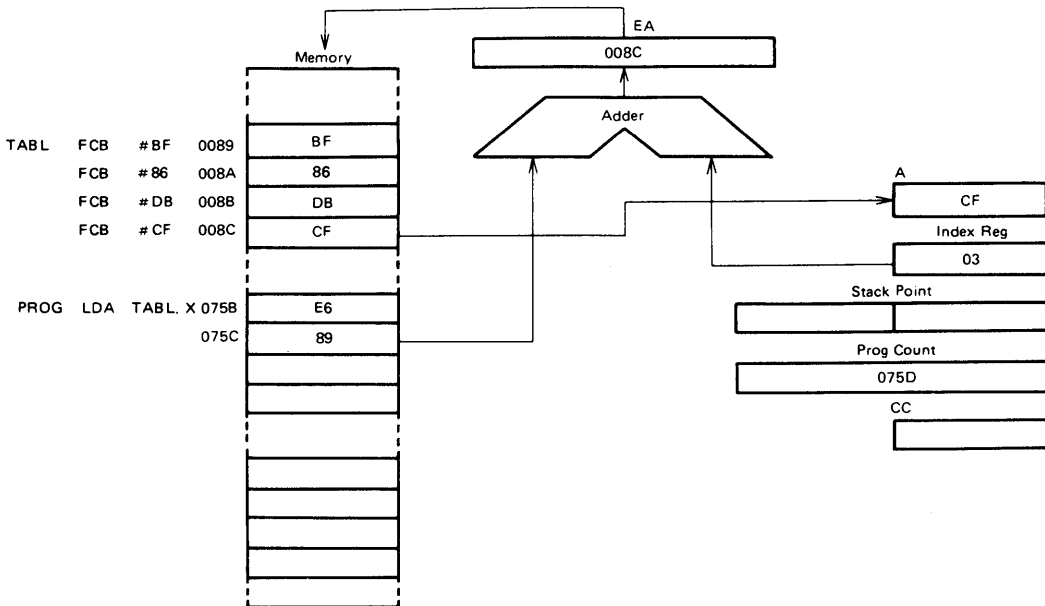 EA
008C
Memory
Adder
TABL FCB #BF 0089 BF
FCB #86 008A 86
FCB #DB 008B DB
FCB #CF 008C CF
A
CF
Index Reg
03
PROG LDA TABL. X 075B E6
075C 89
Stack Point
Prog Count
075D
CC